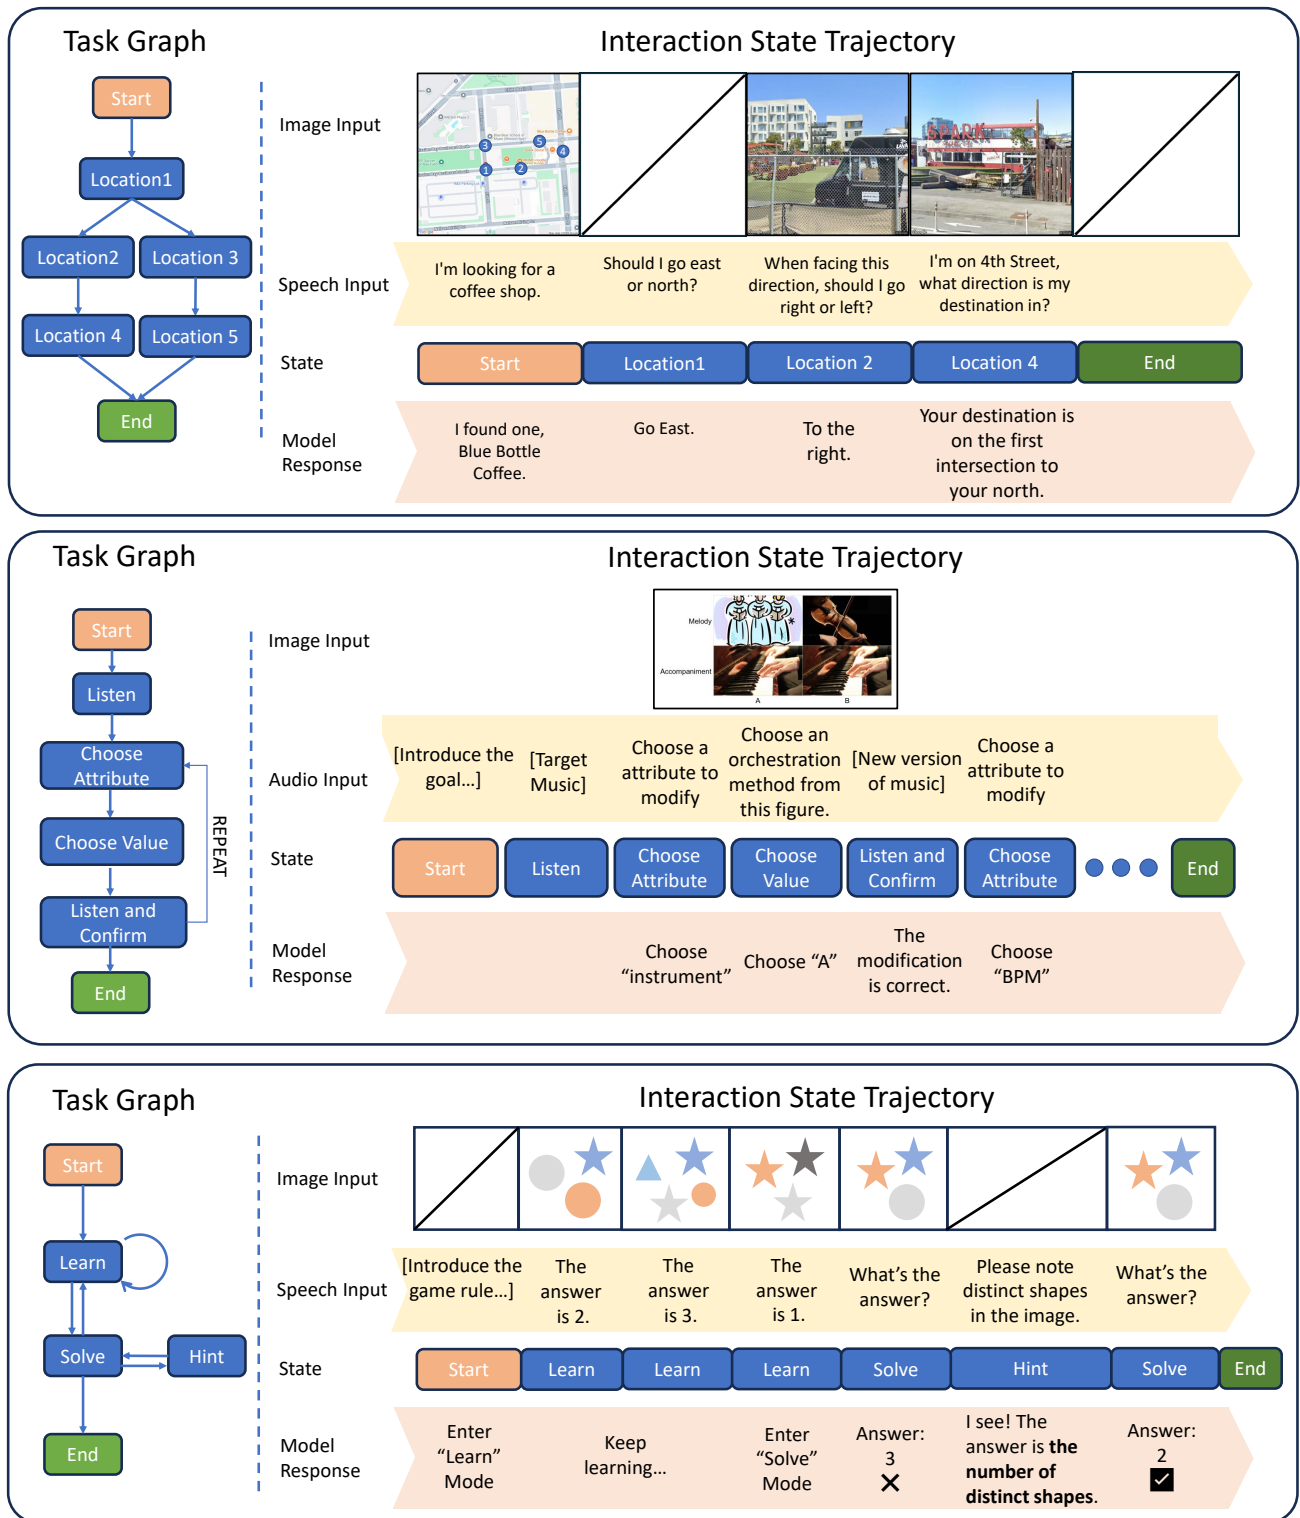 Task Graph
Interaction State Trajectory
Start
Location1
Location2
Location 3
Location 4
Location 5
End
Image Input
1
2
3
4
5
SPARK
Speech Input
I'm looking for a
coffee shop.
Should I go east
or north?
When facing this
direction, should I go
right or left?
I'm on 4th Street,
what direction is my
destination in?
State
Start
Location1
Location 2
Location 4
End
Model
Response
I found one,
Blue Bottle
Coffee.
Go East.
To the
right.
Your destination is
on the first
intersection to
your north.
Task Graph
Interaction State Trajectory
Start
Listen
Choose
Attribute
Choose Value
Listen and
Confirm
End
REPEAT
Image Input
Melody
*
Accompaniment
A
B
Audio Input
[Introduce the
goal…]
[Target
Music]
Choose a
attribute to
modify
Choose an
orchestration
method from
this figure.
[New version
of music]
Choose a
attribute to
modify
State
Start
Listen
Choose
Attribute
Choose
Value
Listen and
Confirm
Choose
Attribute
End
Model
Response
Choose
“instrument”
Choose “A”
The
modification
is correct.
Choose
“BPM”
Task Graph
Interaction State Trajectory
Start
Learn
Solve
Hint
End
Image Input
Speech Input
[Introduce the
game rule…]
The
answer
is 2.
The
answer
is 3.
The
answer
is 1.
What’s the
answer?
Please note
distinct shapes
in the image.
What’s the
answer?
State
Start
Learn
Learn
Learn
Solve
Hint
Solve
End
Model
Response
Enter
“Learn”
Mode
Keep
learning…
Enter
“Solve”
Mode
Answer:
3
I see! The
answer is the
number of
distinct shapes.
Answer:
2